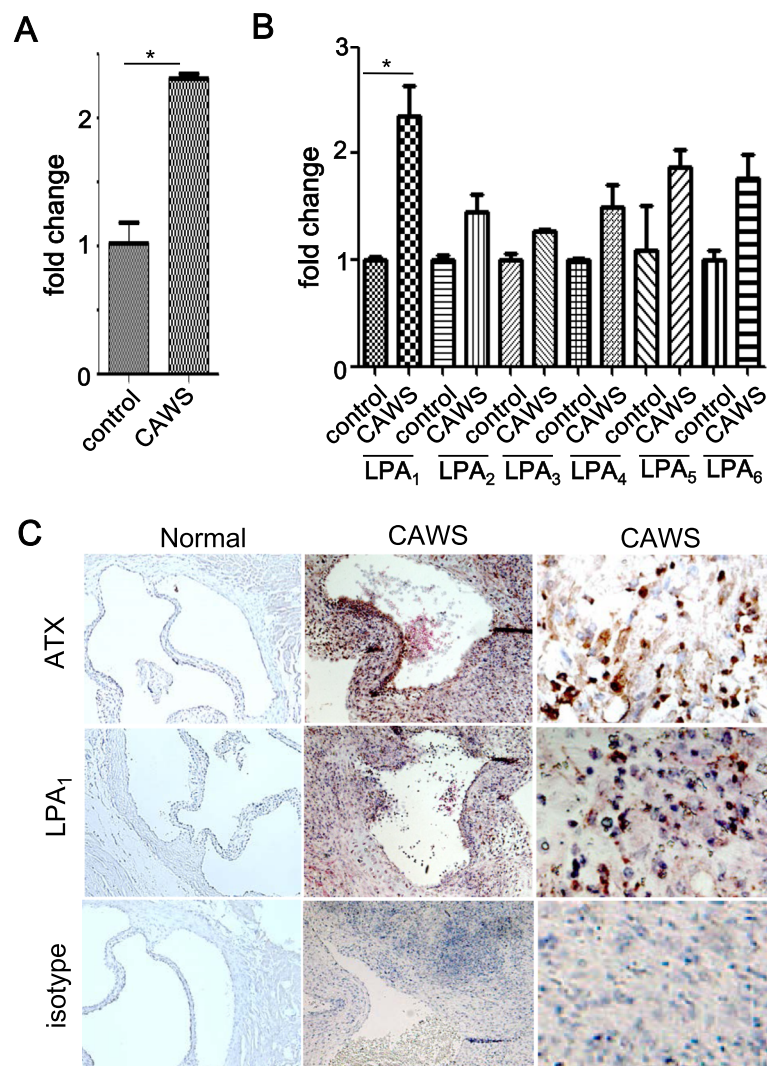 A
B
*
fold change
2
1
0
control
CAWS
*
fold change
3
2
1
0
control
CAWS
control
CAWS
control
CAWS
control
CAWS
control
CAWS
control
CAWS
LPA₁
LPA₂
LPA₃
LPA₄
LPA₅
LPA₆
C
Normal
CAWS
CAWS
ATX
LPA₁
isotype